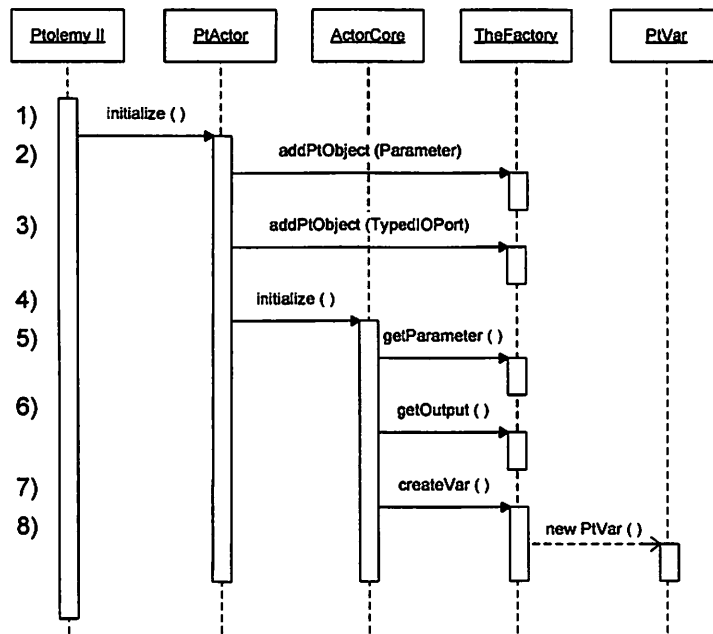 Ptolemy II
PtActor
ActorCore
TheFactory
PtVar
1)
initialize ( )
2)
addPtObject (Parameter)
3)
addPtObject (TypedIOPort)
4)
initialize ( )
5)
getParameter ( )
6)
getOutput ( )
7)
createVar ( )
8)
new PtVar ( )